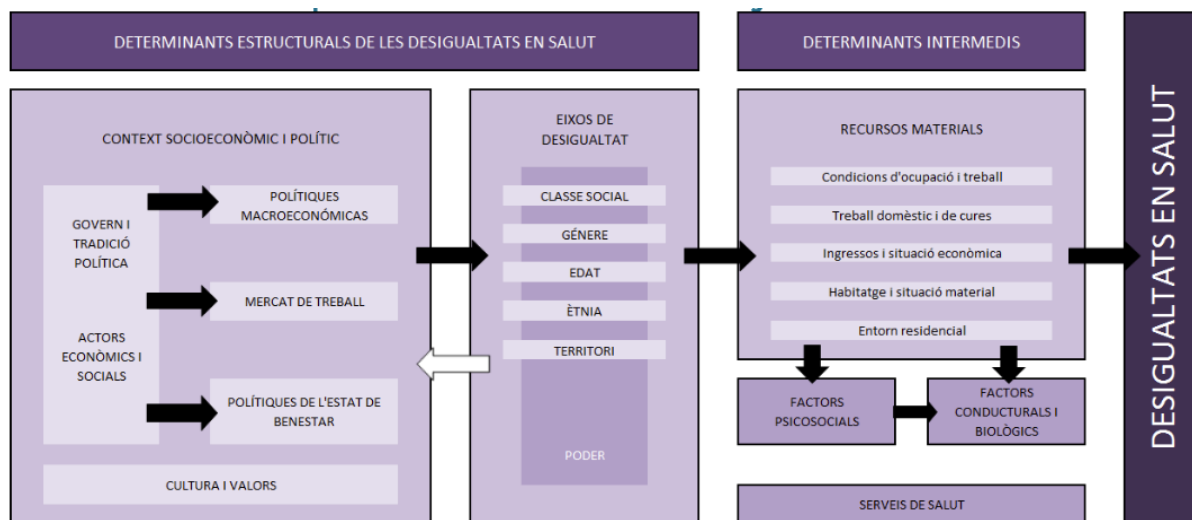 DETERMINANTS ESTRUCTURALS DE LES DESIGUALTATS EN SALUT
DETERMINANTS INTERMEDIS
CONTEXT SOCIOECONÒMIC I POLÍTIC
GOVERN I
TRADICIÓ
POLÍTICA
ACTORS
ECONÒMICS I
SOCIALS
POLÍTIQUES
MACROECONÓMICAS
MERCAT DE TREBALL
POLÍTIQUES DE L'ESTAT DE
BENESTAR
CULTURA I VALORS
EIXOS DE
DESIGUALTAT
CLASSE SOCIAL
GÉNERE
EDAT
ÈTNIA
TERRITORI
PODER
RECURSOS MATERIALS
Condicions d'ocupació i treball
Treball domèstic i de cures
Ingressos i situació econòmica
Habitatge i situació material
Entorn residencial
FACTORS
PSICOSOCIALS
FACTORS
CONDUCTURALS I
BIOLÒGICS
SERVEIS DE SALUT
DESIGUALTATS EN SALUT